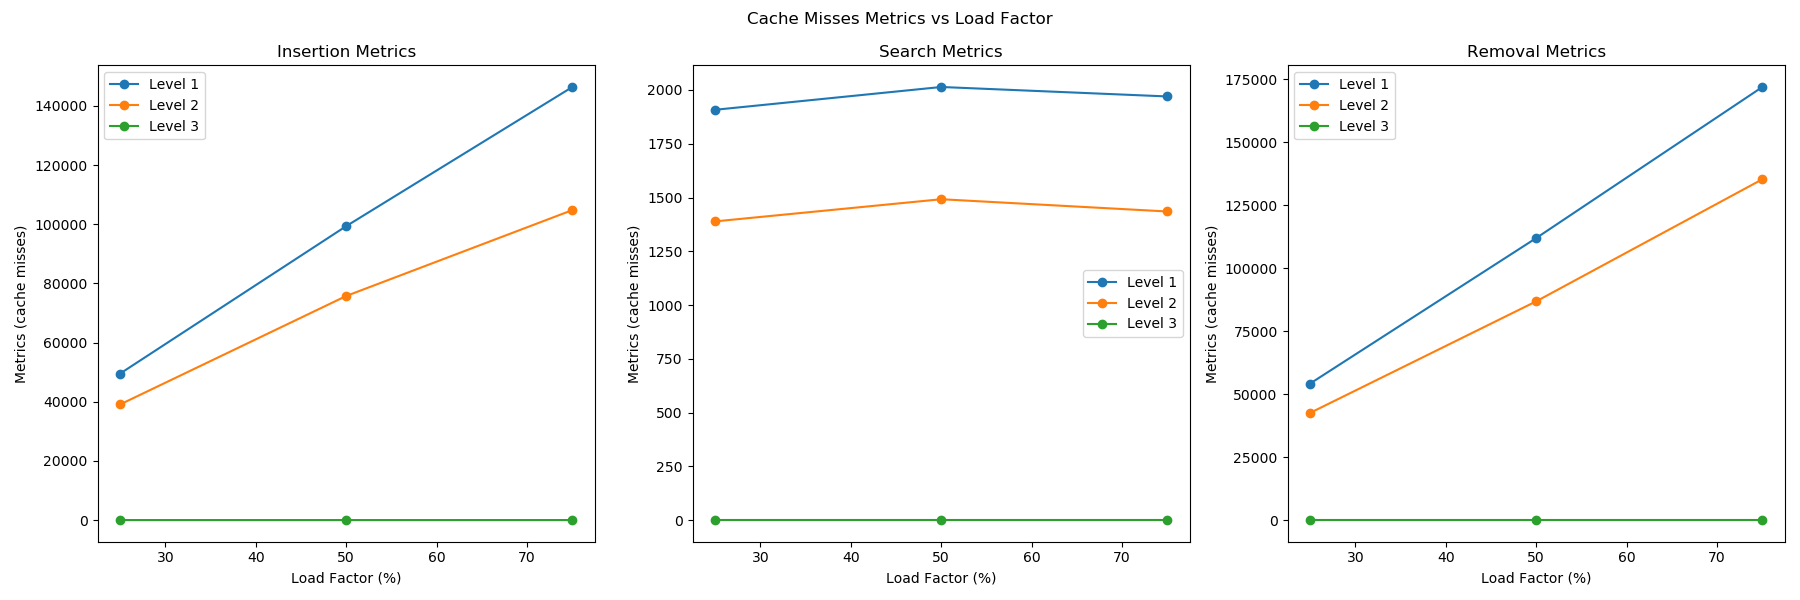 Cache Misses Metrics vs Load Factor
Insertion Metrics
Metrics (cache misses)
140000
120000
100000
80000
60000
40000
20000
0
30
40
50
60
70
Load Factor (%)
Level 1
Level 2
Level 3
Search Metrics
Metrics (cache misses)
2000
1750
1500
1250
1000
750
500
250
0
30
40
50
60
70
Load Factor (%)
Level 1
Level 2
Level 3
Removal Metrics
Metrics (cache misses)
175000
150000
125000
100000
75000
50000
25000
0
30
40
50
60
70
Load Factor (%)
Level 1
Level 2
Level 3